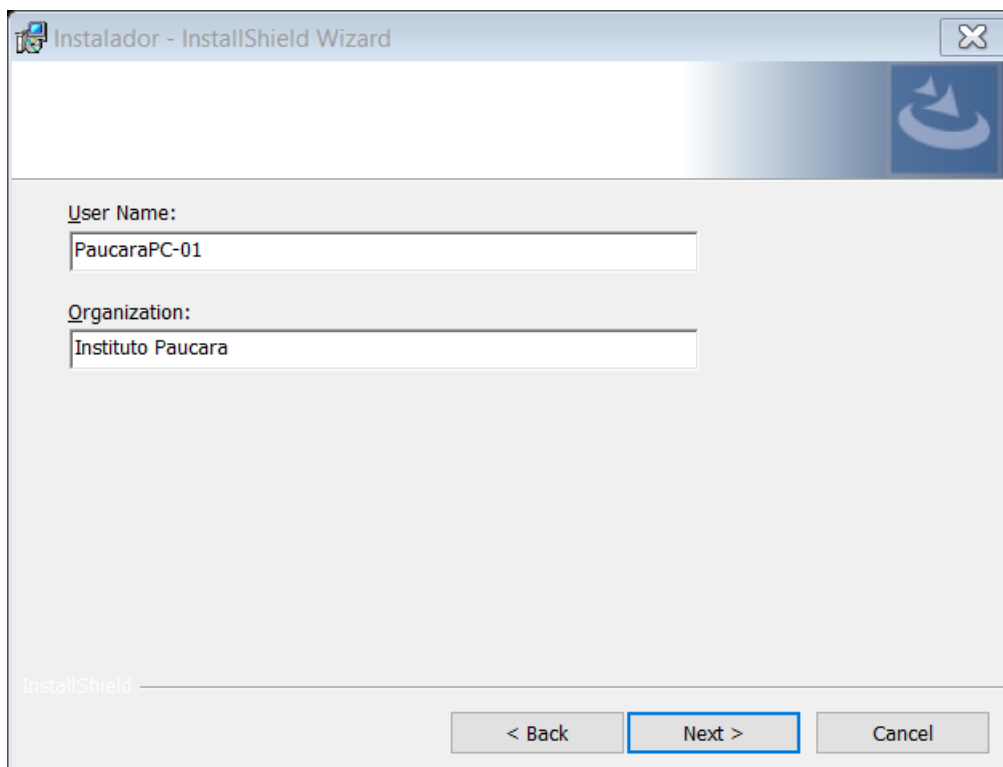 Instalador - InstallShield Wizard
User Name:
PaucaraPC-01
Organization:
Instituto Paucara
InstallShield
< Back
Next >
Cancel